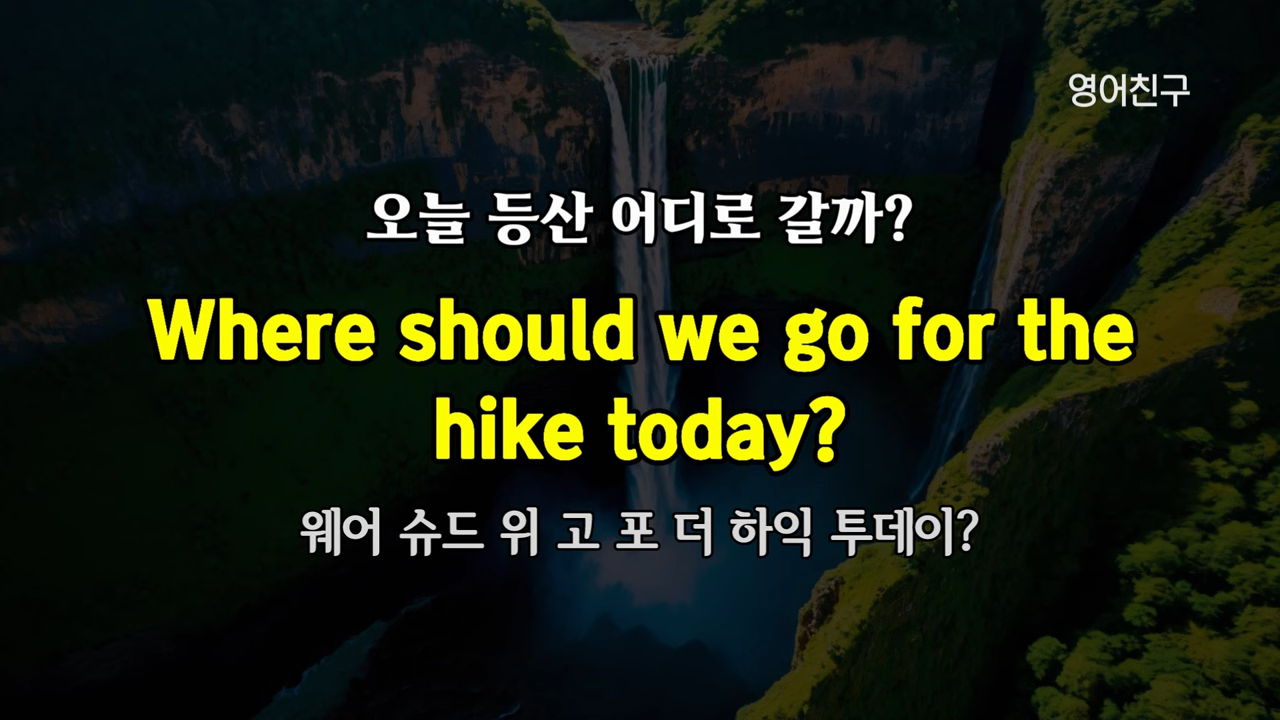 영어친구
오늘 등산 어디로 갈까?
Where should we go for the
hike today?
웨어 슈드 위 고 포 더 하익 투데이?